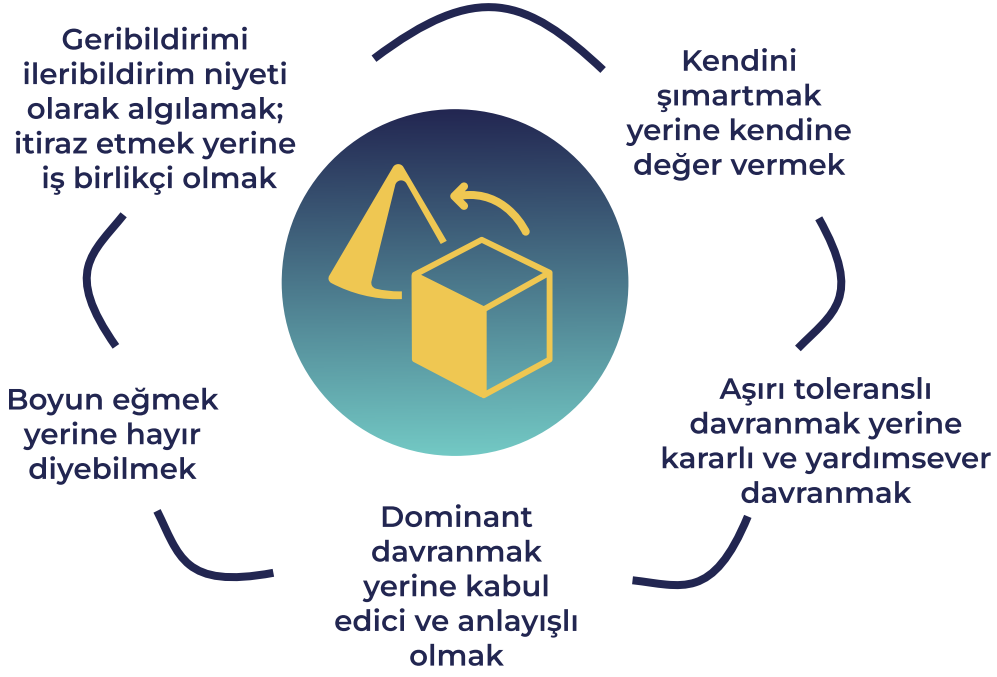 Geribildirimi
ileribildirim niyeti
olarak algılamak;
itiraz etmek yerine
iş birlikçi olmak
Kendini
şımartmak
yerine kendine
değer vermek
Boyun eğmek
yerine hayır
diyebilmek
Aşırı toleranslı
davranmak yerine
kararlı ve yardımsever
davranmak
Dominant
davranmak
yerine kabul
edici ve anlayışlı
olmak